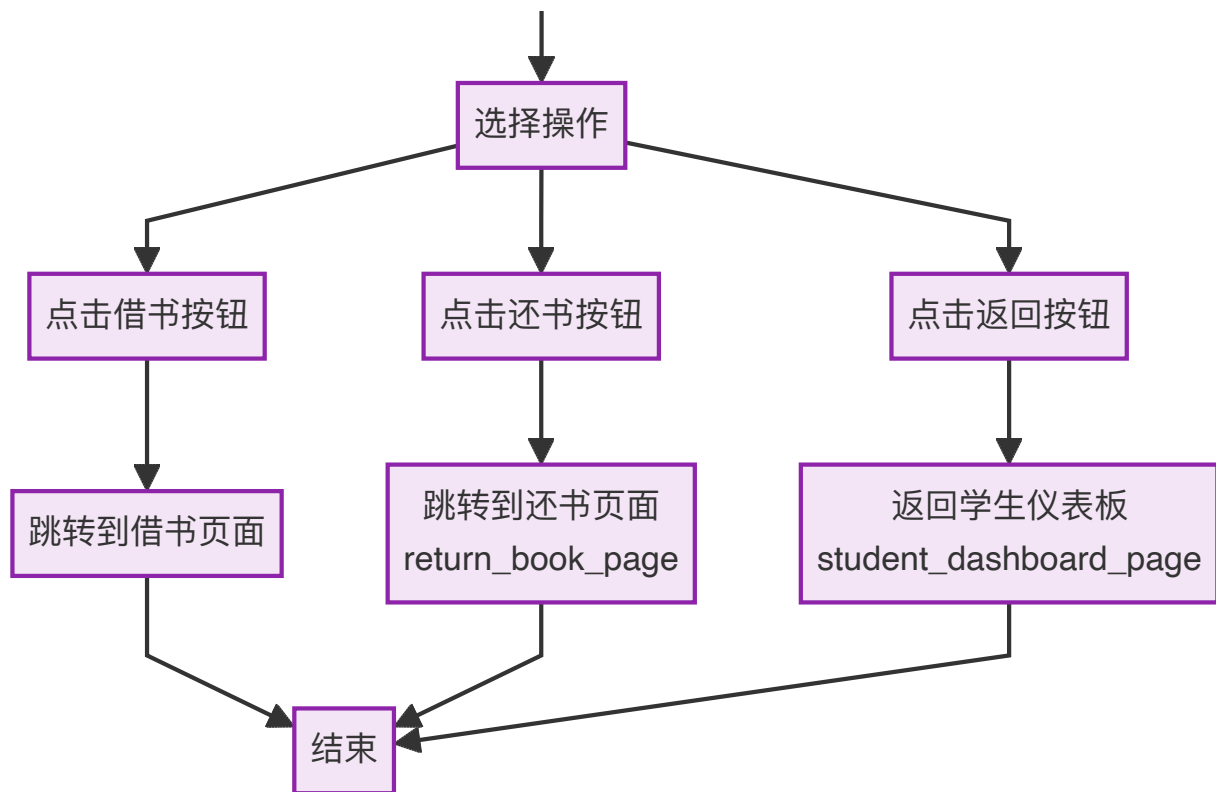 选择操作
点击借书按钮
点击还书按钮
点击返回按钮
跳转到借书页面
跳转到还书页面
return_book_page
返回学生仪表板
student_dashboard_page
结束